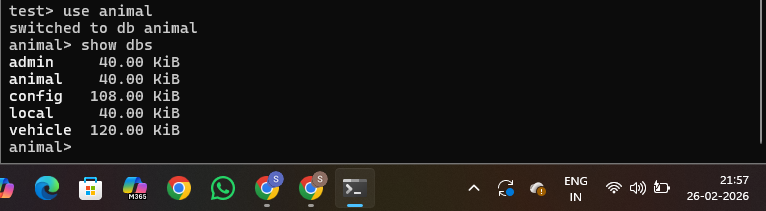 test> use animal
switched to db animal
animal> show dbs
admin     40.00 KiB
animal    40.00 KiB
config   108.00 KiB
local     40.00 KiB
vehicle  120.00 KiB
animal>
M365
S
S
ENG
IN
21:57
26-02-2026